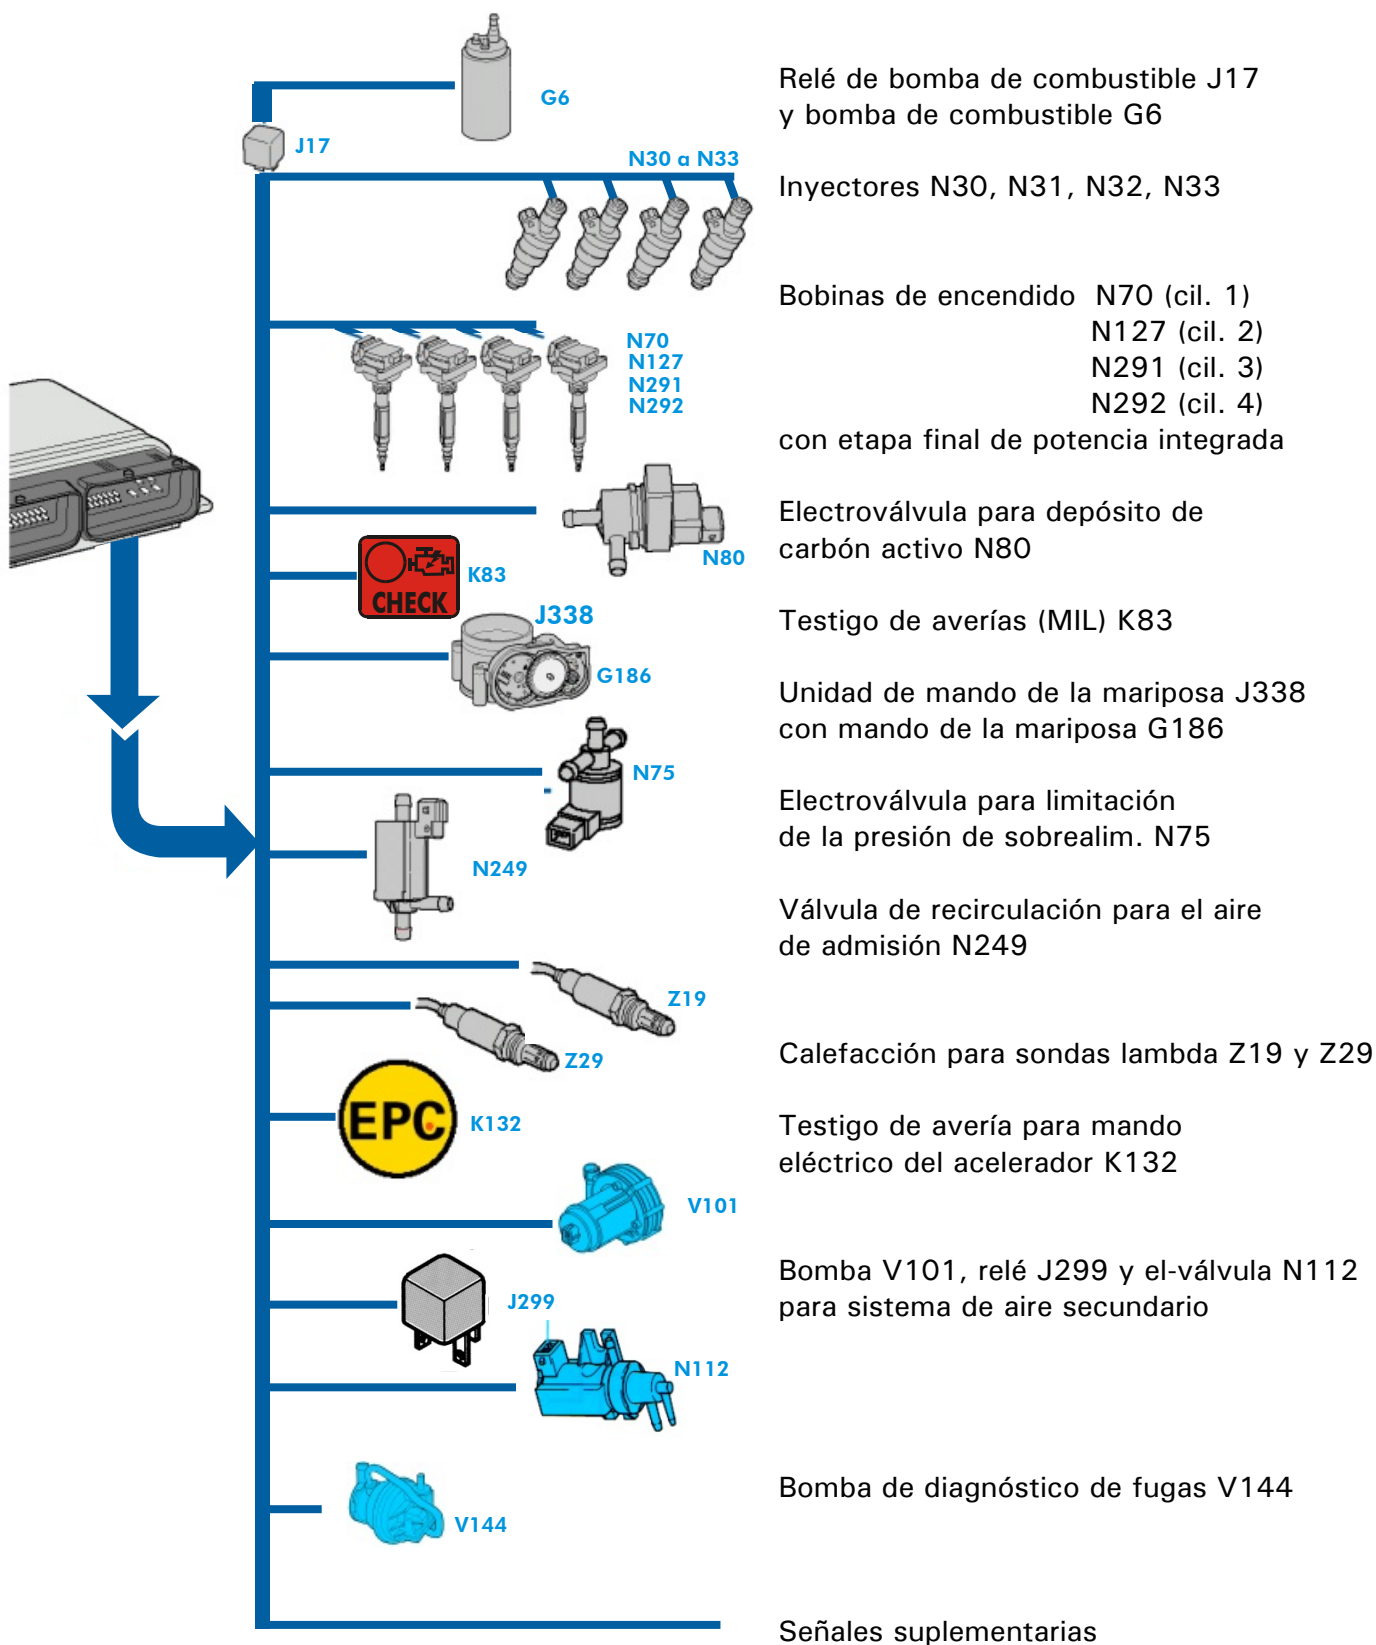 G6
Relé de bomba de combustible J17
y bomba de combustible G6
J17
N30 a N33
Inyectores N30, N31, N32, N33
Bobinas de encendido N70 (cil. 1)
N127 (cil. 2)
N291 (cil. 3)
N292 (cil. 4)
con etapa final de potencia integrada
N70
N127
N291
N292
Electroválvula para depósito de
carbón activo N80
N80
K83
CHECK
Testigo de averías (MIL) K83
J338
G186
Unidad de mando de la mariposa J338
con mando de la mariposa G186
N75
Electroválvula para limitación
de la presión de sobrealim. N75
N249
Válvula de recirculación para el aire
de admisión N249
Z19
Z29
Calefacción para sondas lambda Z19 y Z29
EPC
K132
Testigo de avería para mando
eléctrico del acelerador K132
V101
Bomba V101, relé J299 y el-válvula N112
para sistema de aire secundario
J299
N112
Bomba de diagnóstico de fugas V144
V144
Señales suplementarias